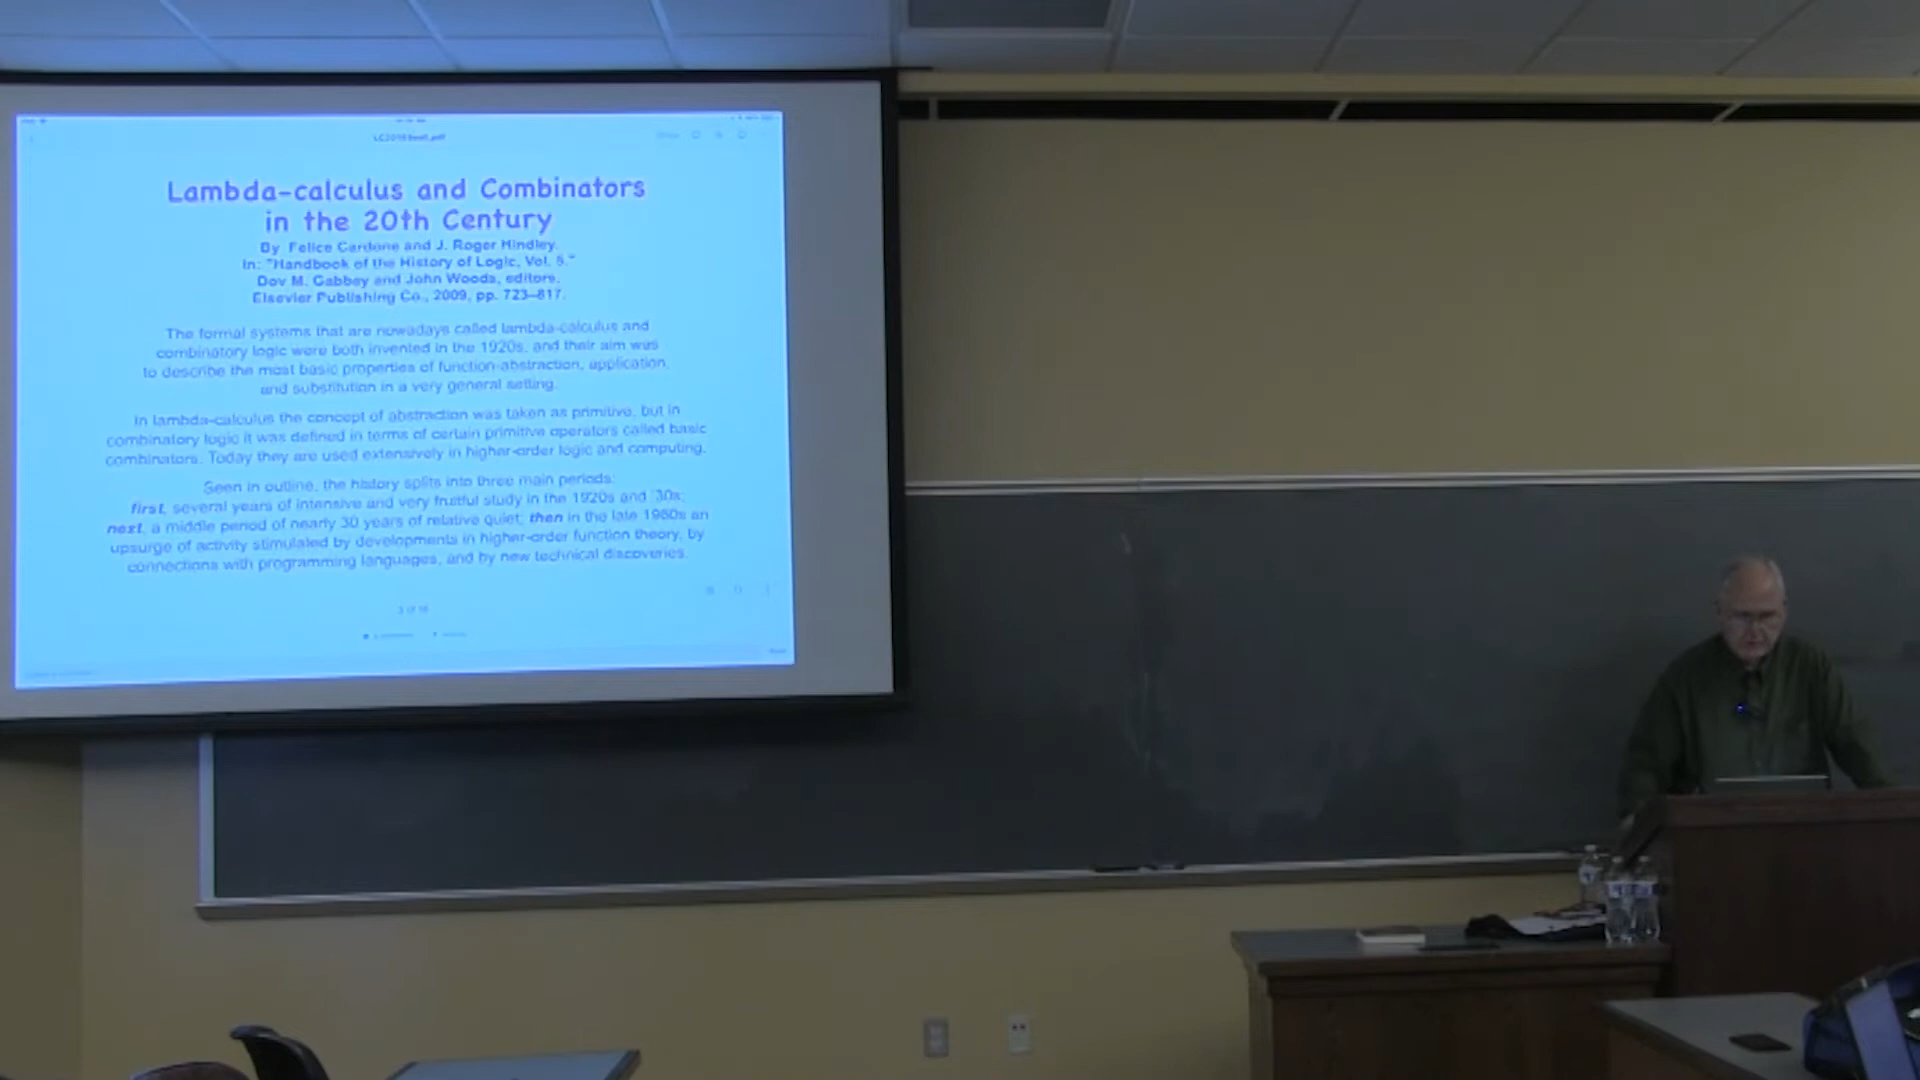 Lambda-calculus and Combinators
in the 20th Century
By Felice Cardone and J. Roger Hindley.
In: "Handbook of the History of Logic, Vol. 5."
Dov M. Gabbay and John Woods, editors.
Elsevier Publishing Co., 2009, pp. 723–817.
The formal systems that are nowadays called lambda-calculus and
combinatory logic were both invented in the 1920s, and their aim was
to describe the most basic properties of function-abstraction, application,
and substitution in a very general setting.
In lambda-calculus the concept of abstraction was taken as primitive, but in
combinatory logic it was defined in terms of certain primitive operators called basic
combinators. Today they are used extensively in higher-order logic and computing.
Seen in outline, the history splits into three main periods:
first, several years of intensive and very fruitful study in the 1920s and '30s;
next, a middle period of nearly 30 years of relative quiet; then in the late 1960s an
upsurge of activity stimulated by developments in higher-order function theory, by
connections with programming languages, and by new technical discoveries.